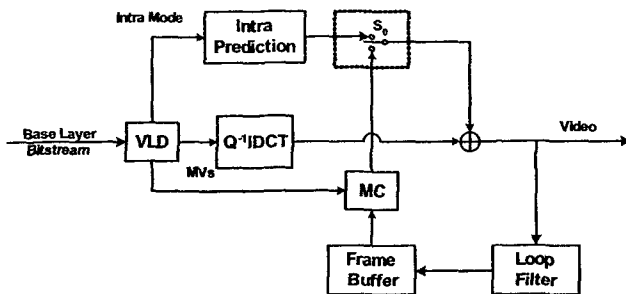 Intra Mode
Intra
Prediction
S₀
Base Layer
Bitstream
VLD
Q⁻¹IDCT
Video
MVs
MC
Frame
Buffer
Loop
Filter